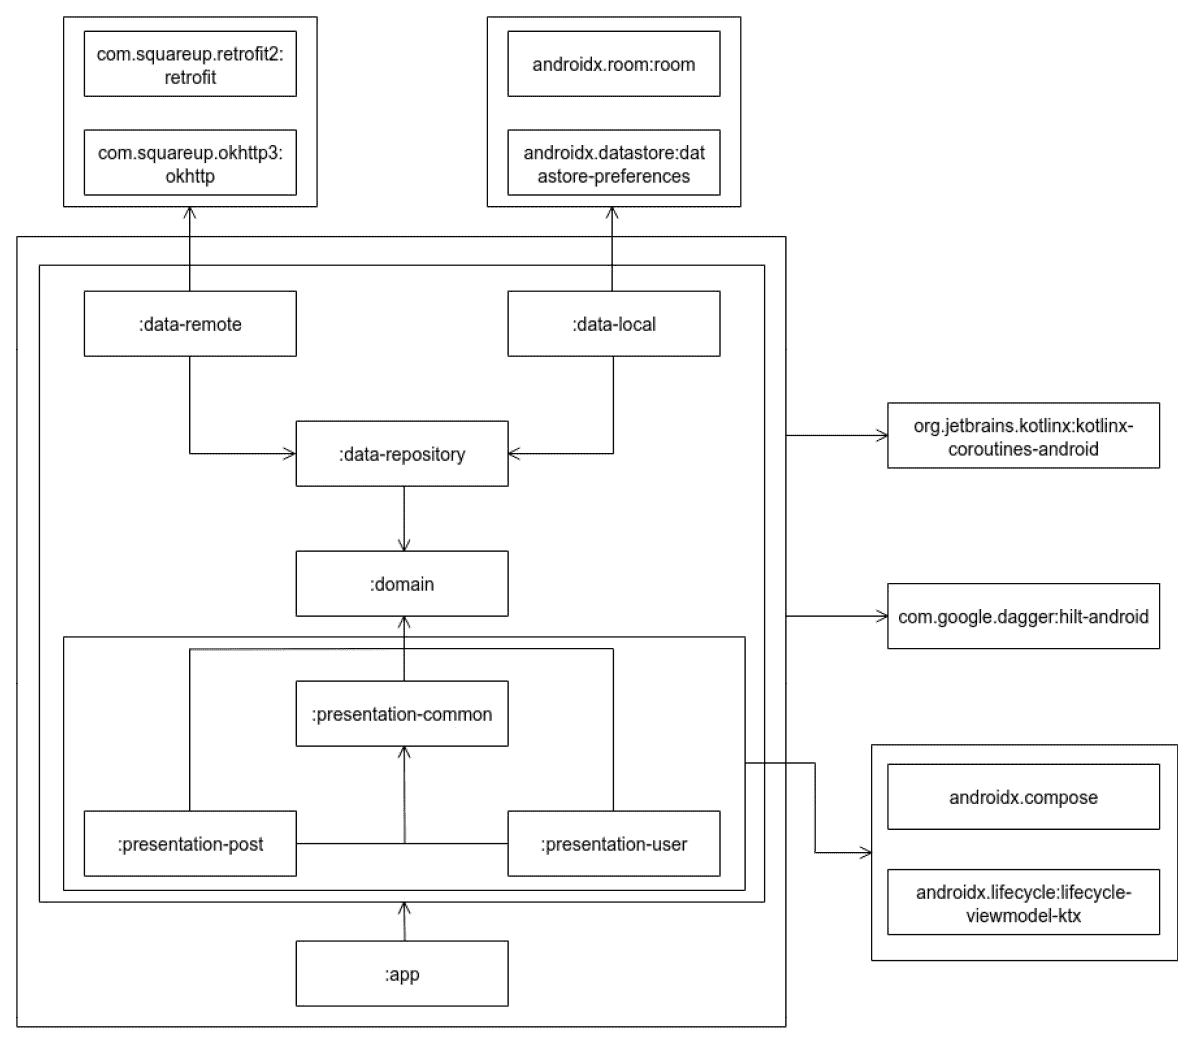 com.squareup.retrofit2:
retrofit
com.squareup.okhttp3:
okhttp
androidx.room:room
androidx.datastore:dat
astore-preferences
:data-remote
:data-local
:data-repository
:domain
:presentation-common
:presentation-post
:presentation-user
:app
org.jetbrains.kotlinx:kotlinx-
coroutines-android
com.google.dagger:hilt-android
androidx.compose
androidx.lifecycle:lifecycle-
viewmodel-ktx